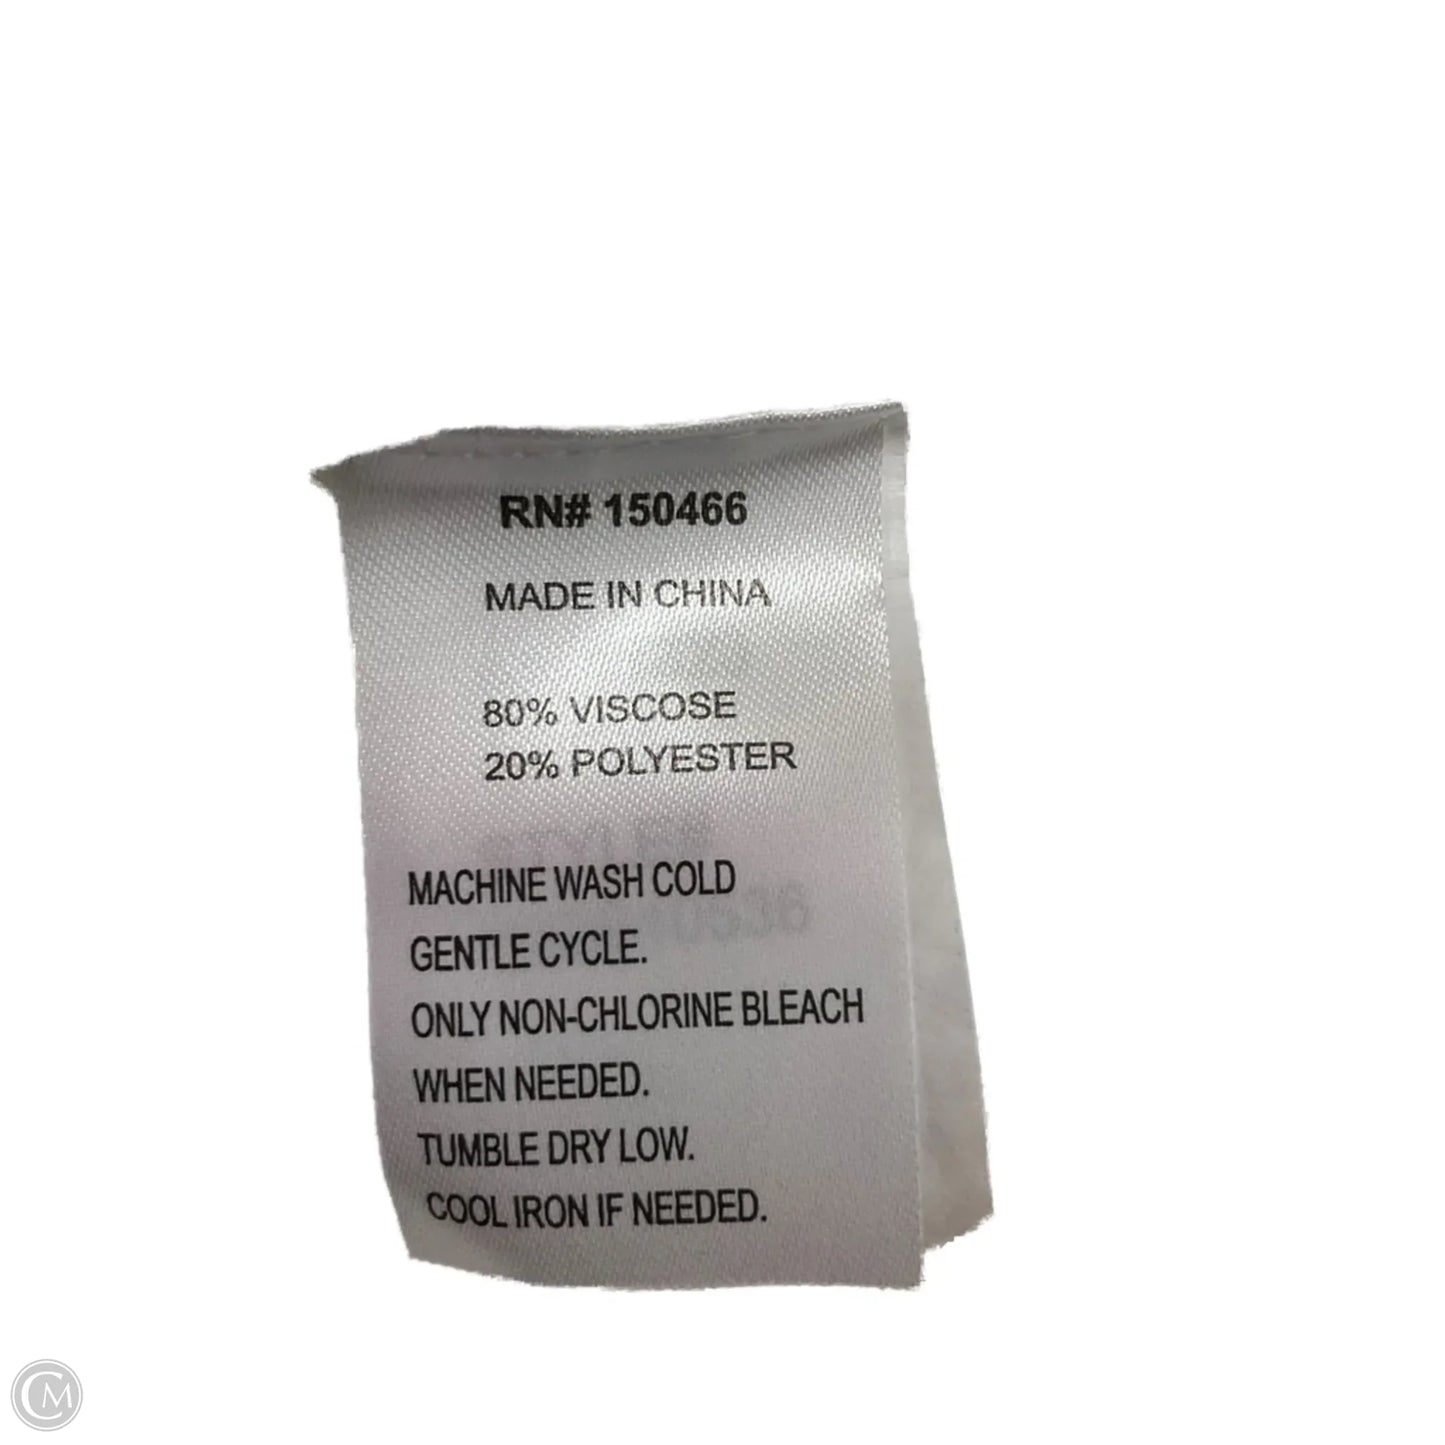 RN# 150466
MADE IN CHINA
80% VISCOSE
20% POLYESTER
MACHINE WASH COLD
GENTLE CYCLE.
ONLY NON-CHLORINE BLEACH
WHEN NEEDED.
TUMBLE DRY LOW.
COOL IRON IF NEEDED.
CM